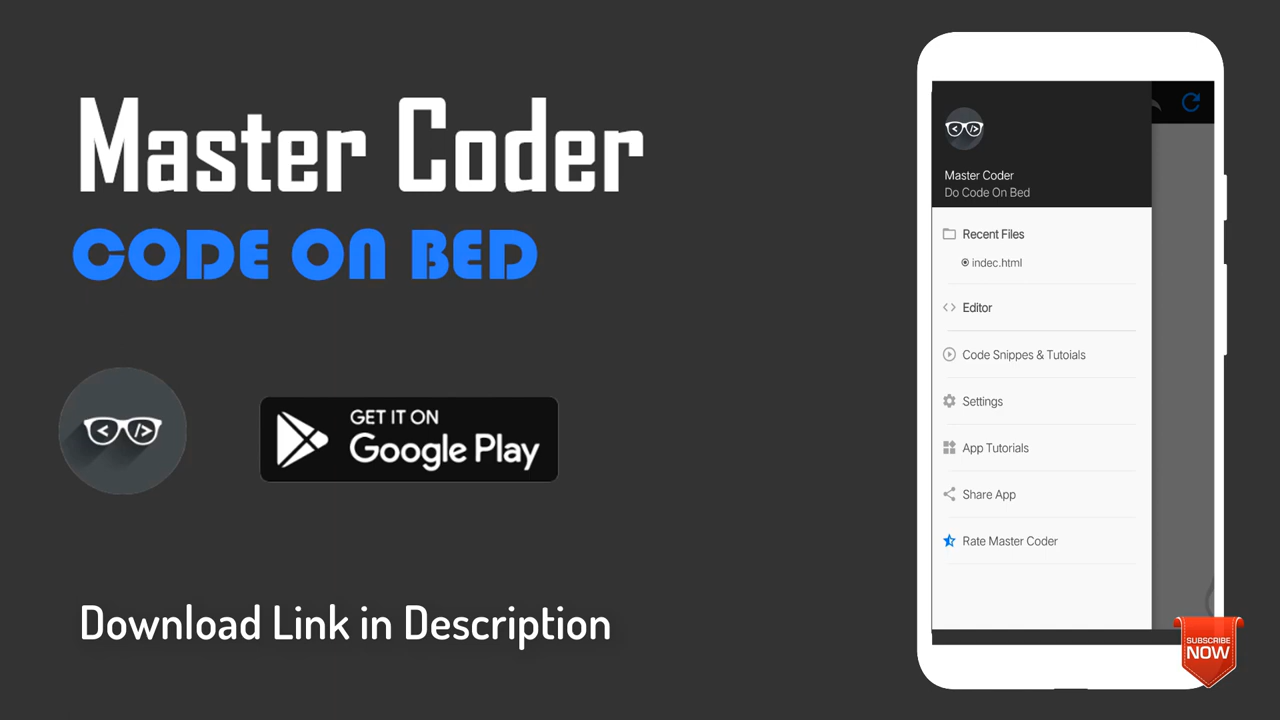 Master Coder
CODE ON BED
GET IT ON
Google Play
Download Link in Description
Master Coder
Do Code On Bed
Recent Files
indec.html
Editor
Code Snippes & Tutoials
Settings
App Tutorials
Share App
Rate Master Coder
SUBSCRIBE
NOW